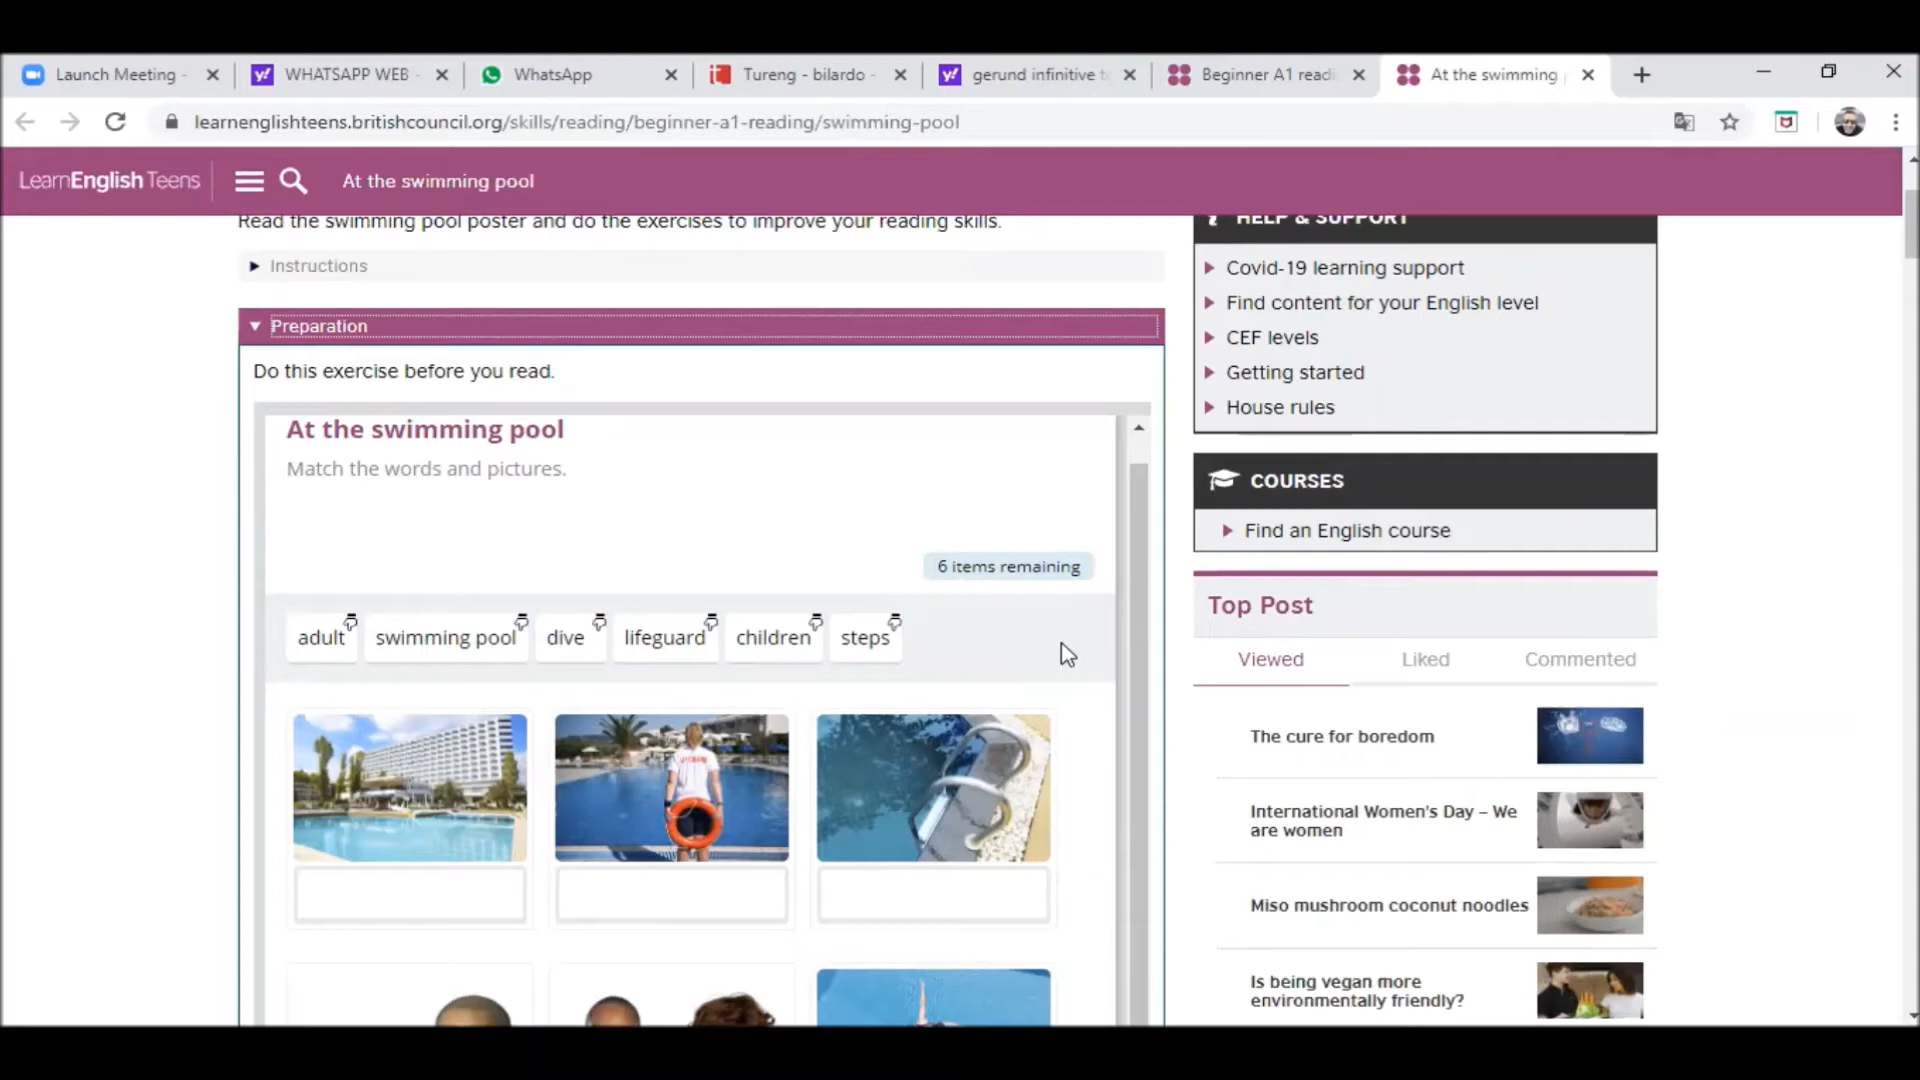 Launch Meeting -
WHATSAPP WEB -
WhatsApp
Tureng - bilardo -
gerund infinitive t
Beginner A1 readi
At the swimming
learnenglishteens.britishcouncil.org/skills/reading/beginner-a1-reading/swimming-pool
LearnEnglish Teens
At the swimming pool
Read the swimming pool poster and do the exercises to improve your reading skills.
Instructions
Preparation
Do this exercise before you read.
At the swimming pool
Match the words and pictures.
6 items remaining
adult
swimming pool
dive
lifeguard
children
steps
HELP & SUPPORT
Covid-19 learning support
Find content for your English level
CEF levels
Getting started
House rules
COURSES
Find an English course
Top Post
Viewed
Liked
Commented
The cure for boredom
International Women's Day – We
are women
Miso mushroom coconut noodles
Is being vegan more
environmentally friendly?